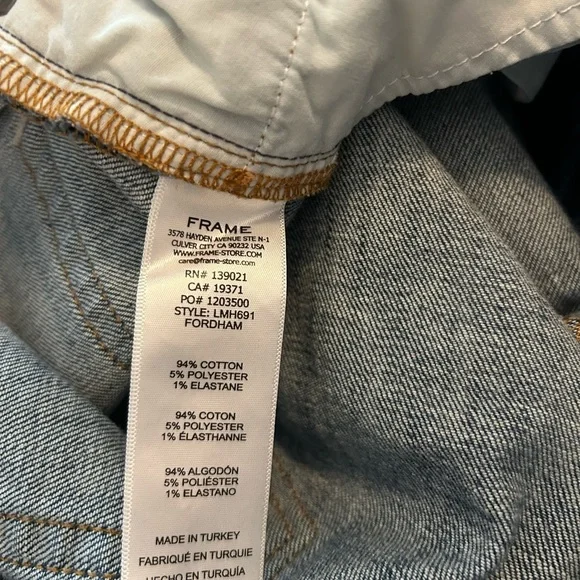 FRAME
3578 HAYDEN AVENUE STE N-1
CULVER CITY CA 90232 USA
WWW.FRAME-STORE.COM
care@frame-store.com
RN# 139021
CA# 19371
PO# 1203500
STYLE: LMH691
FORDHAM
94% COTTON
5% POLYESTER
1% ELASTANE
94% COTON
5% POLYESTER
1% ÉLASTHANNE
94% ALGODÓN
5% POLIÉSTER
1% ELASTANO
MADE IN TURKEY
FABRIQUÉ EN TURQUIE
HECHO EN TURQUÍA